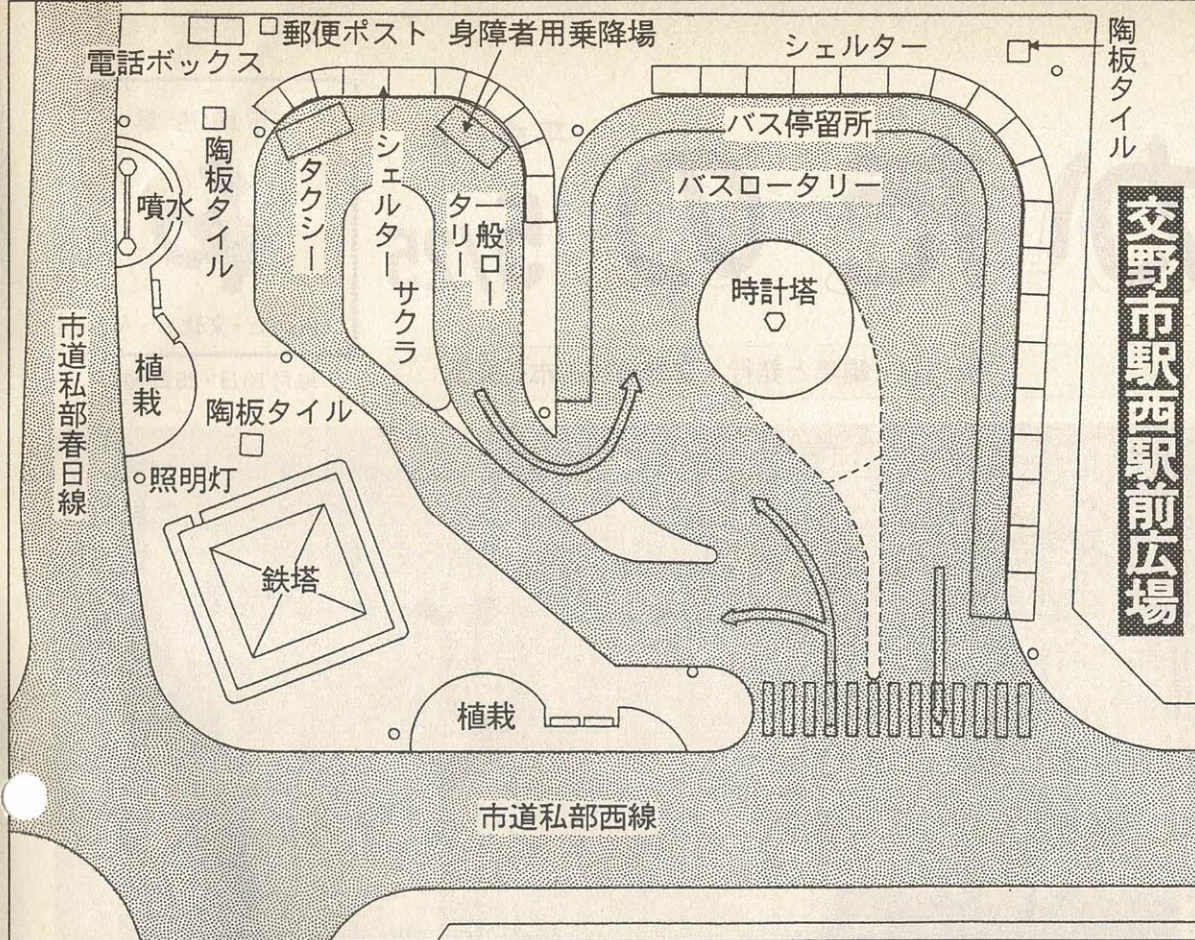 交野市駅西駅前広場
電話ボックス
郵便ポスト
身障者用乗降場
シェルター
陶板タイル
陶板タイル
噴水
タクシー
シェルター
一般ロー
タリー
サクラ
バス停留所
バスロータリー
時計塔
市道私部春日線
植栽
陶板タイル
照明灯
鉄塔
植栽
市道私部西線